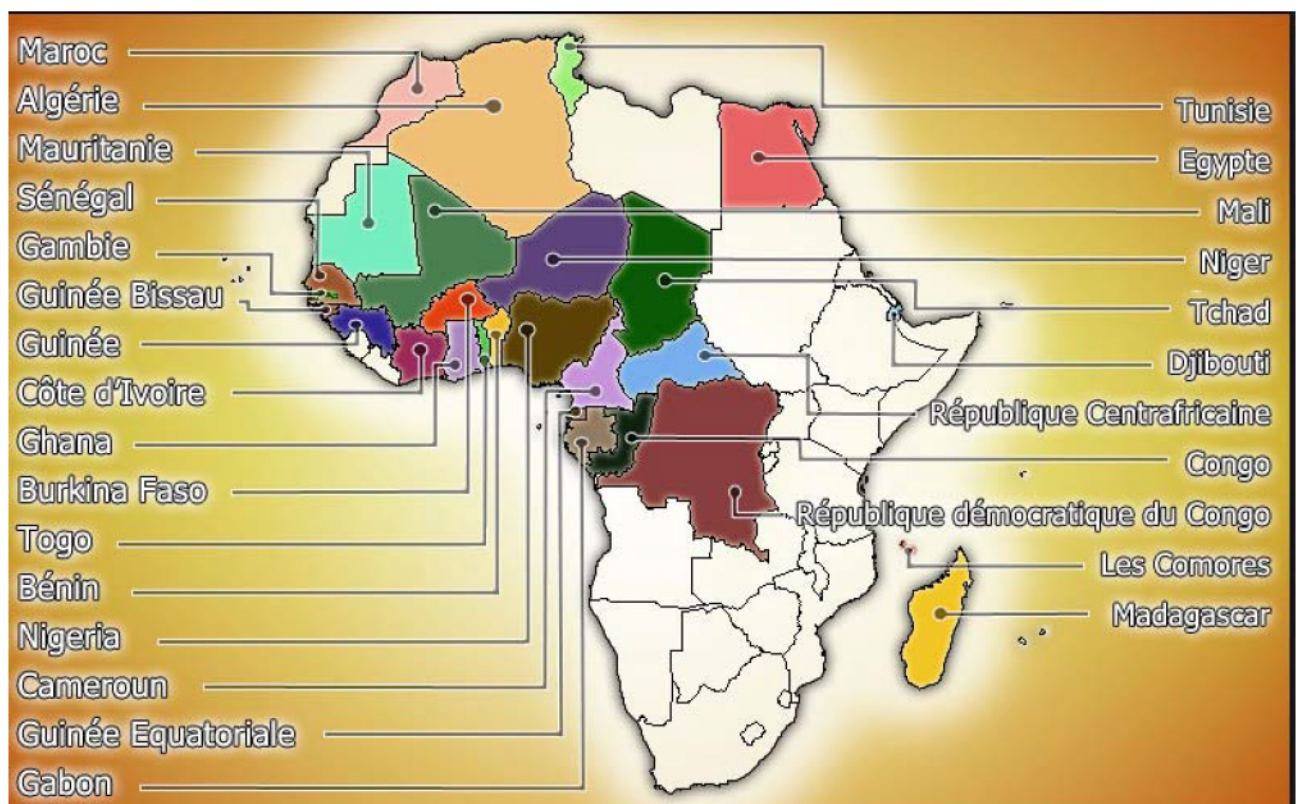 Maroc
Algérie
Mauritanie
Sénégal
Gambie
Guinée Bissau
Guinée
Côte d'Ivoire
Ghana
Burkina Faso
Togo
Bénin
Nigeria
Cameroun
Guinée Equatoriale
Gabon
Tunisie
Egypte
Mali
Niger
Tchad
Djibouti
République Centrafricaine
Congo
République démocratique du Congo
Les Comores
Madagascar